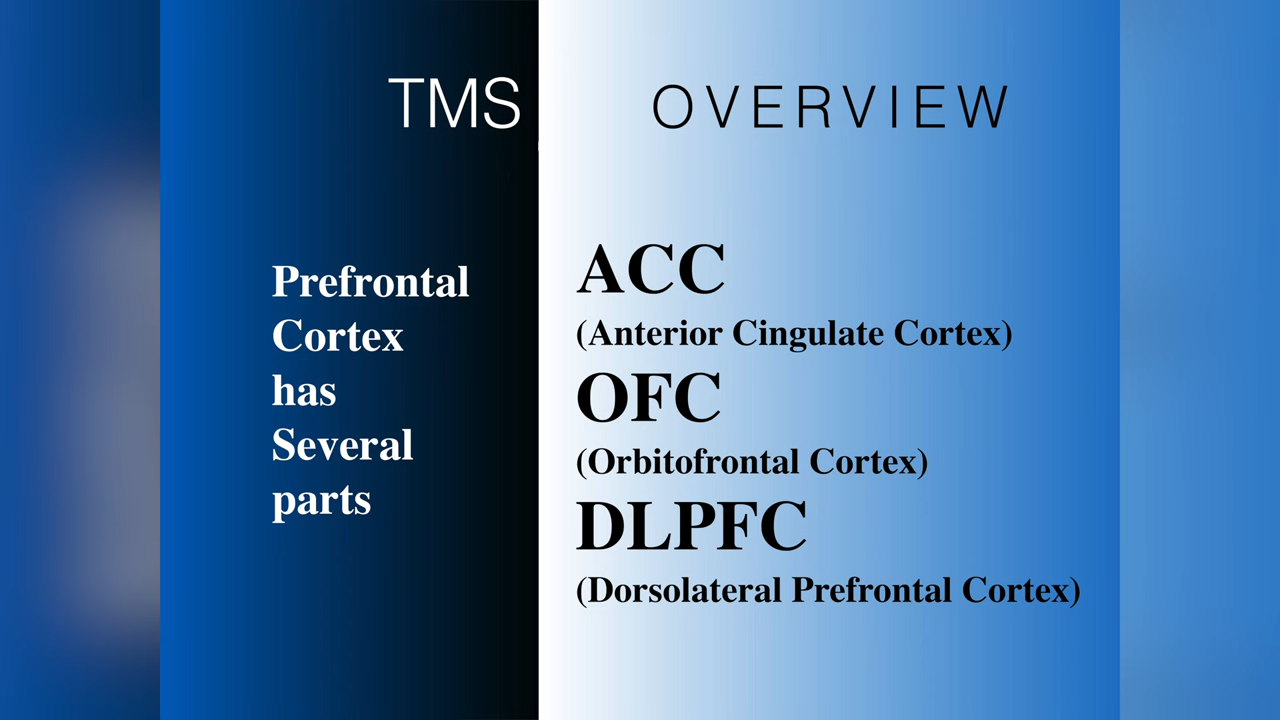 TMS OVERVIEW
Prefrontal
Cortex
has
Several
parts
ACC
(Anterior Cingulate Cortex)
OFC
(Orbitofrontal Cortex)
DLPFC
(Dorsolateral Prefrontal Cortex)